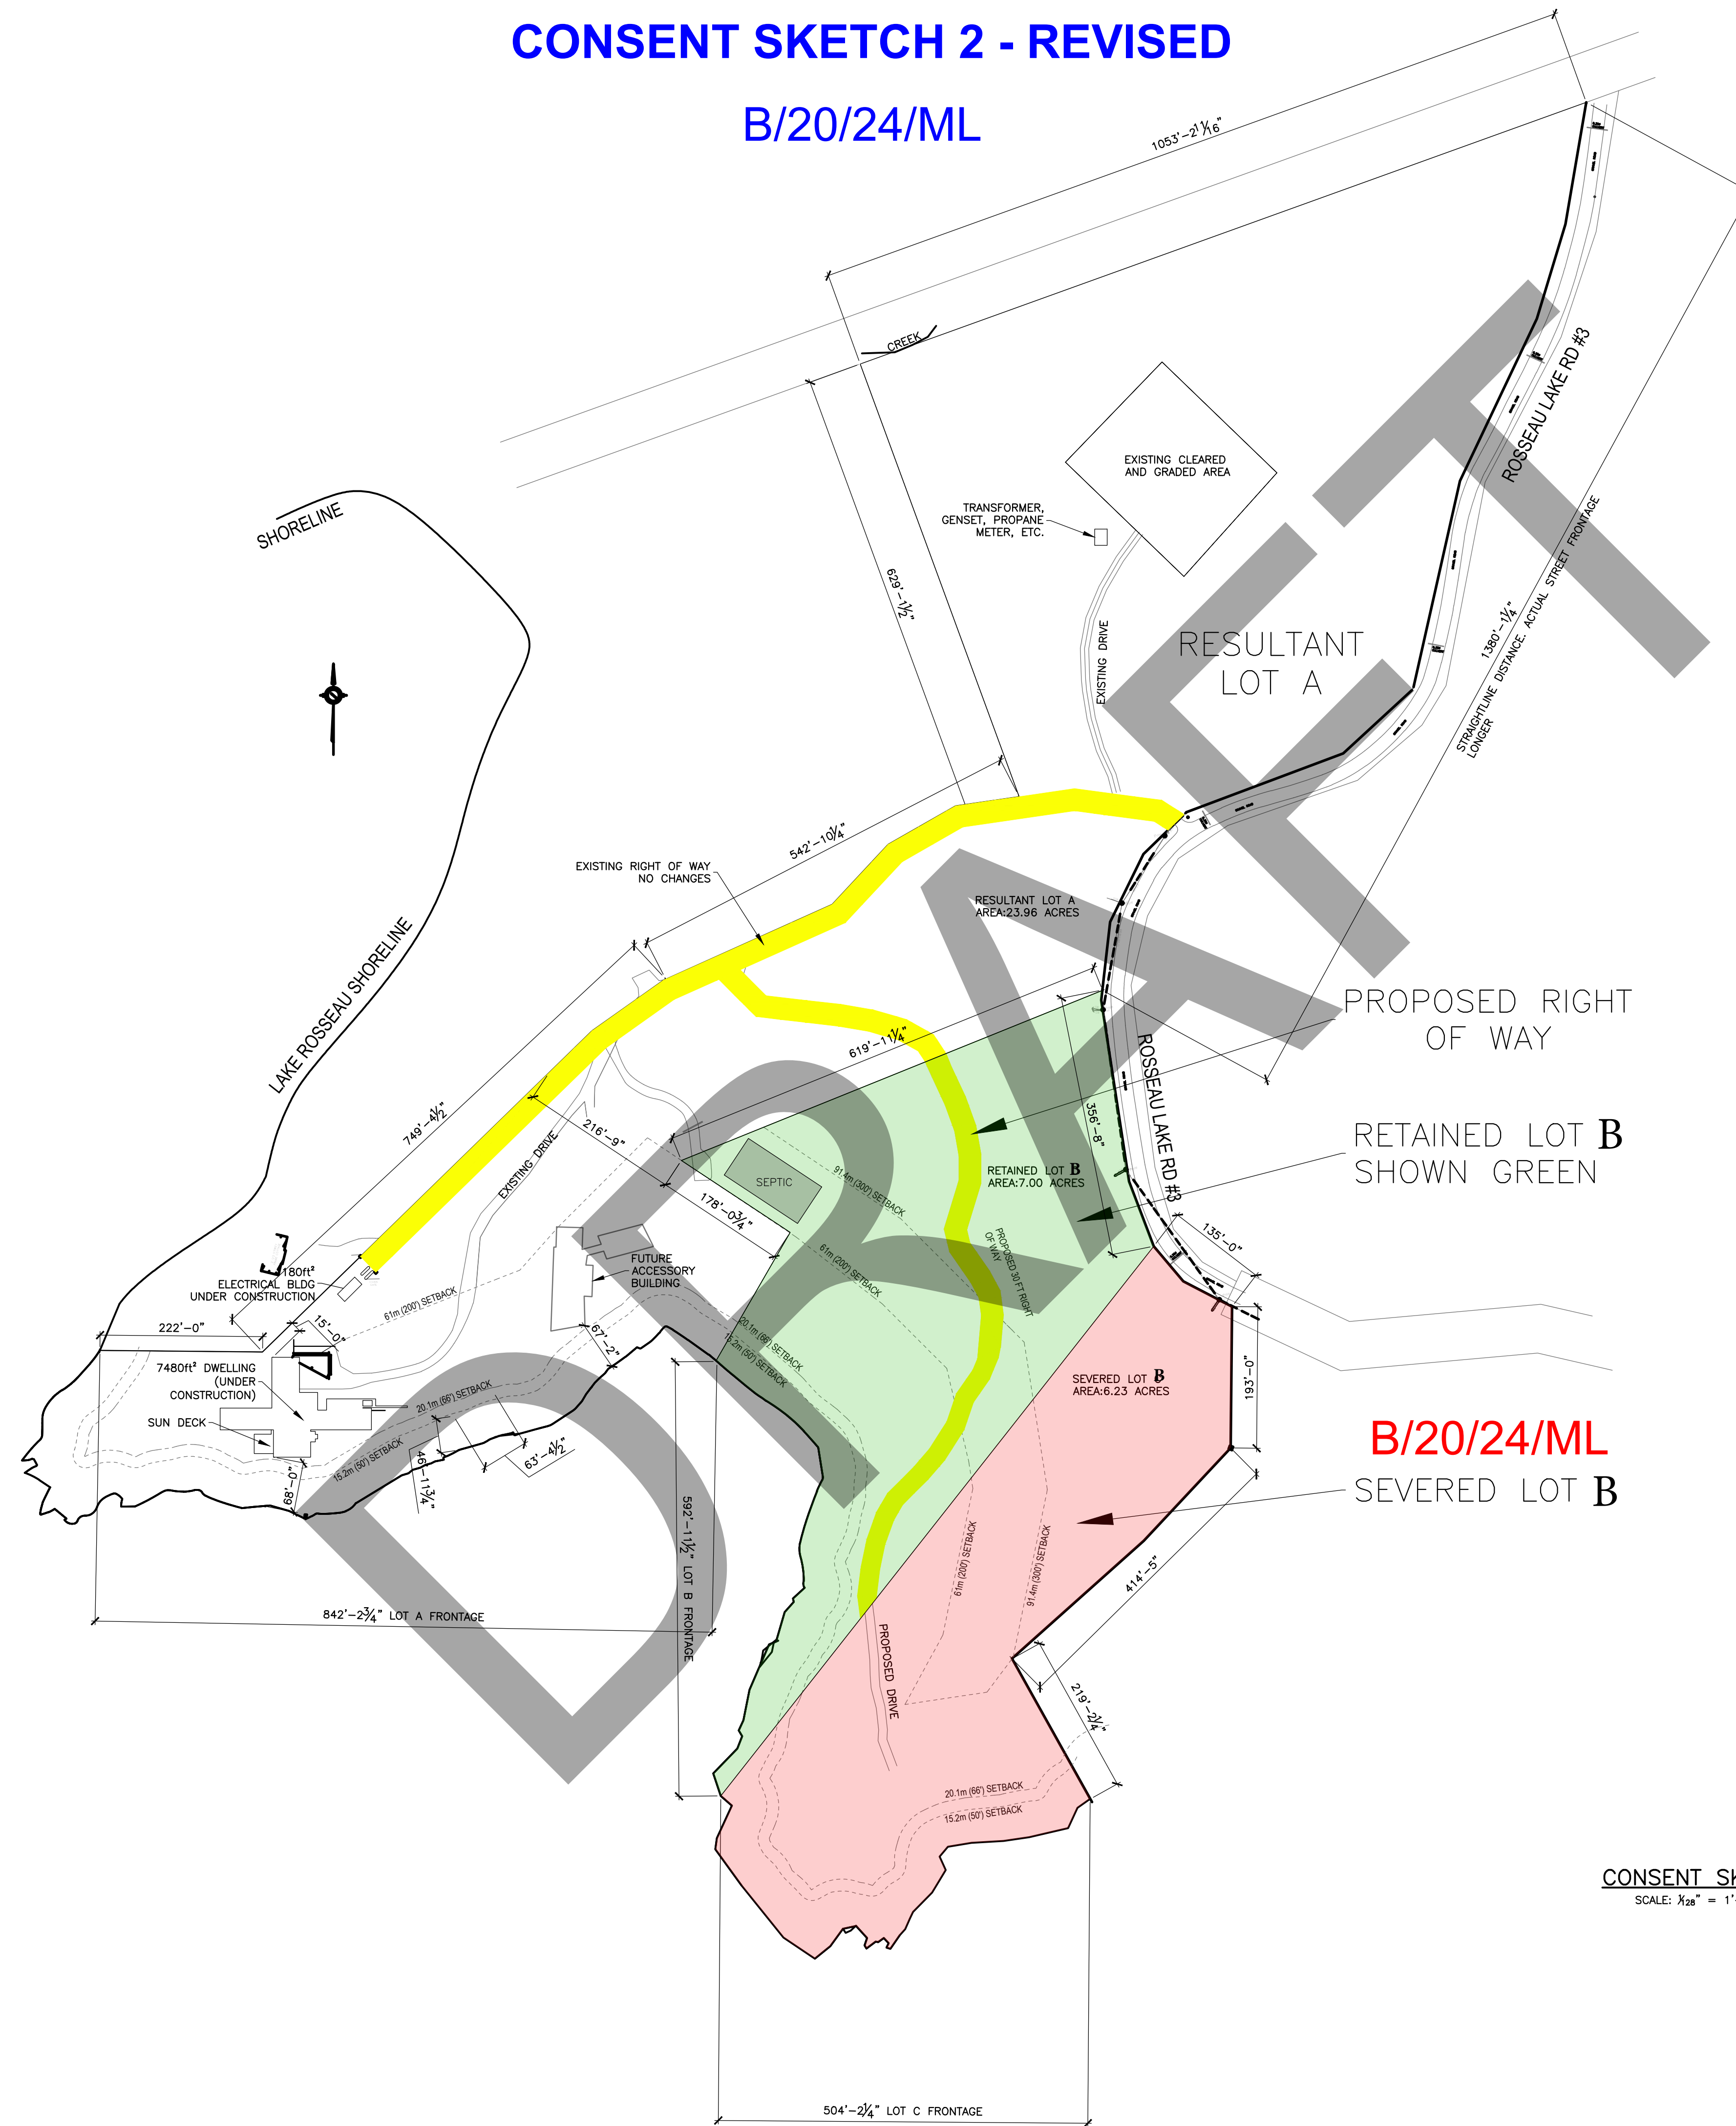 CONSENT SKETCH 2 - REVISED
B/20/24/ML
1053'-2 11/16"
CREEK
SHORELINE
EXISTING CLEARED
AND GRADED AREA
TRANSFORMER,
GENSET, PROPANE
METER, ETC.
ROSSEAU LAKE RD #3
629'-1½"
EXISTING DRIVE
RESULTANT
LOT A
1380'-1¼"
STRAIGHTLINE DISTANCE. ACTUAL STREET FRONTAGE
LONGER
542'-10¼"
EXISTING RIGHT OF WAY
NO CHANGES
RESULTANT LOT A
AREA:23.96 ACRES
LAKE ROSSEAU SHORELINE
PROPOSED RIGHT
OF WAY
619'-11¼"
ROSSEAU LAKE RD #3
749'-4½"
216'-9"
356'-8"
RETAINED LOT B
SHOWN GREEN
EXISTING DRIVE
SEPTIC
91.4m (300') SETBACK
RETAINED LOT B
AREA:7.00 ACRES
178'-0¾"
61m (200') SETBACK
PROPOSED 30 FT RIGHT
OF WAY
135'-0"
FUTURE
ACCESSORY
BUILDING
180ft²
ELECTRICAL BLDG
UNDER CONSTRUCTION
61m (200') SETBACK
15'-0"
222'-0"
67'-2"
20.1m (66') SETBACK
15.2m (50') SETBACK
7480ft² DWELLING
(UNDER
CONSTRUCTION)
SUN DECK
SEVERED LOT B
AREA:6.23 ACRES
193'-0"
20.1m (66') SETBACK
15.2m (50') SETBACK
B/20/24/ML
63'-4½"
46'-11¾"
68'-0"
SEVERED LOT B
592'-11½" LOT B FRONTAGE
61m (200') SETBACK
91.4m (300') SETBACK
414'-5"
842'-2¾" LOT A FRONTAGE
PROPOSED DRIVE
219'-2¼"
20.1m (66') SETBACK
15.2m (50') SETBACK
CONSENT SK
SCALE: 1/128" = 1'
504'-2¼" LOT C FRONTAGE
DRAFT